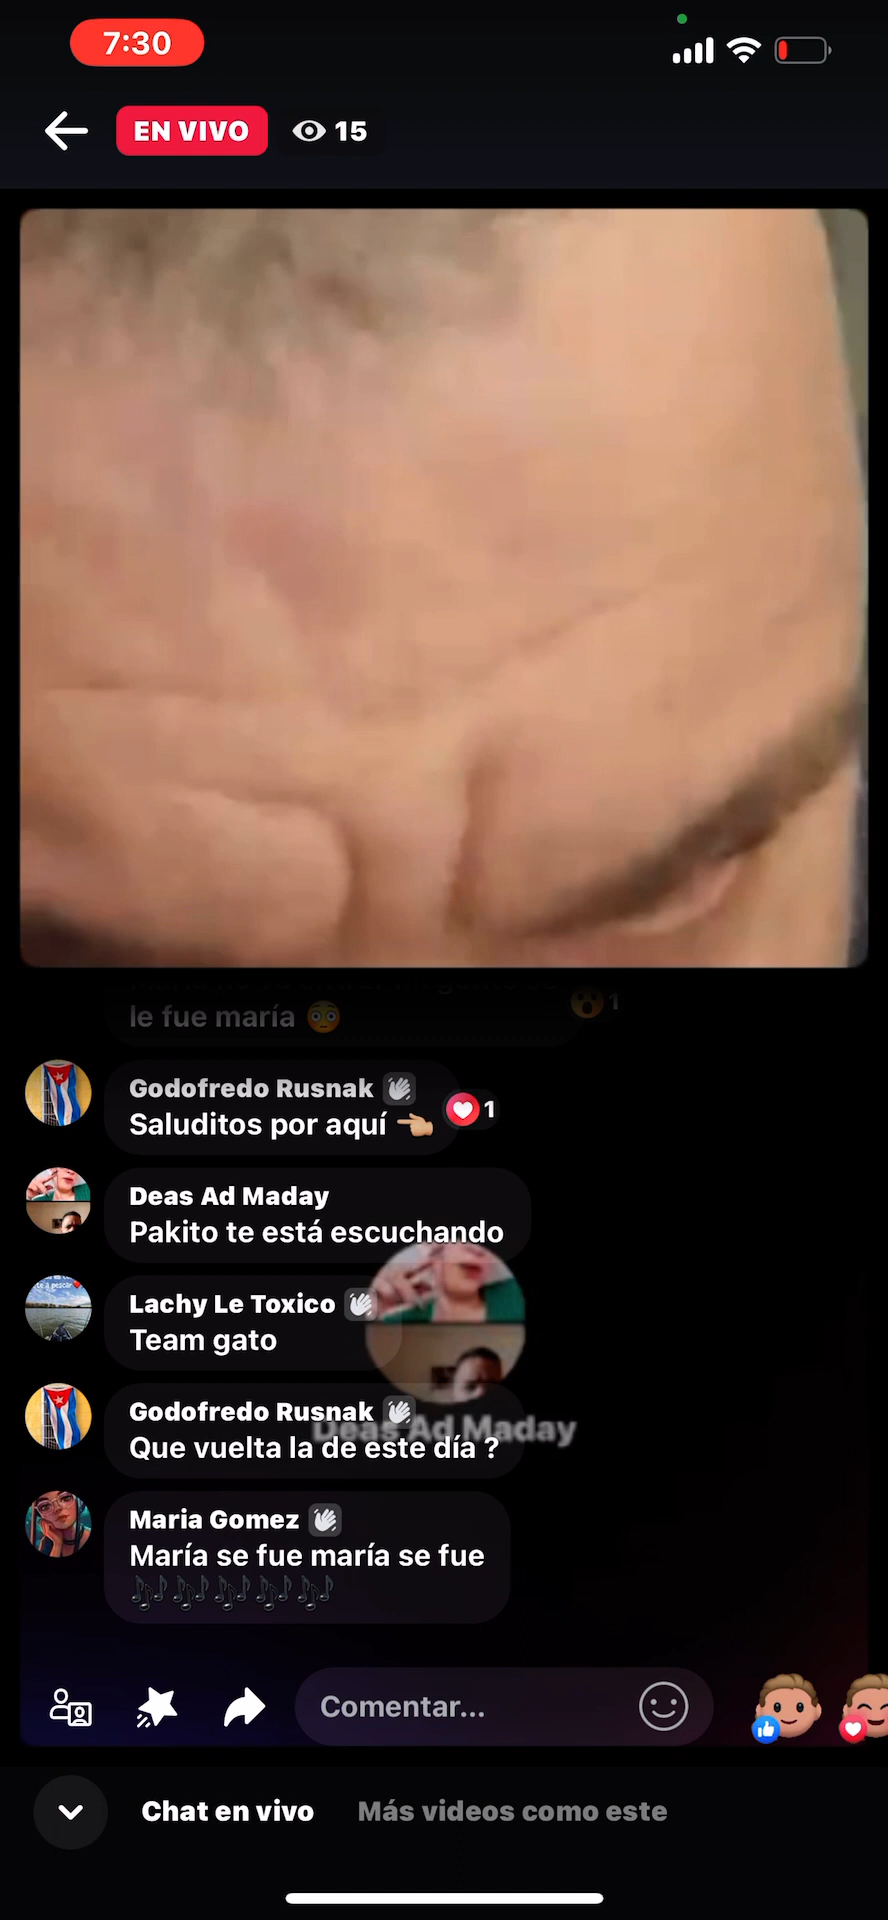 7:30
EN VIVO 15
le fue maría 😳
1
Godofredo Rusnak 👋
Saluditos por aquí 👈🏼
1
Deas Ad Maday
Pakito te está escuchando
Lachy Le Toxico 👋
Team gato
Godofredo Rusnak 👋
Deas Ad Maday
Que vuelta la de este día ?
Maria Gomez 👋
María se fue maría se fue
🎶🎶🎶🎶🎶
Comentar...
Chat en vivo Más videos como este